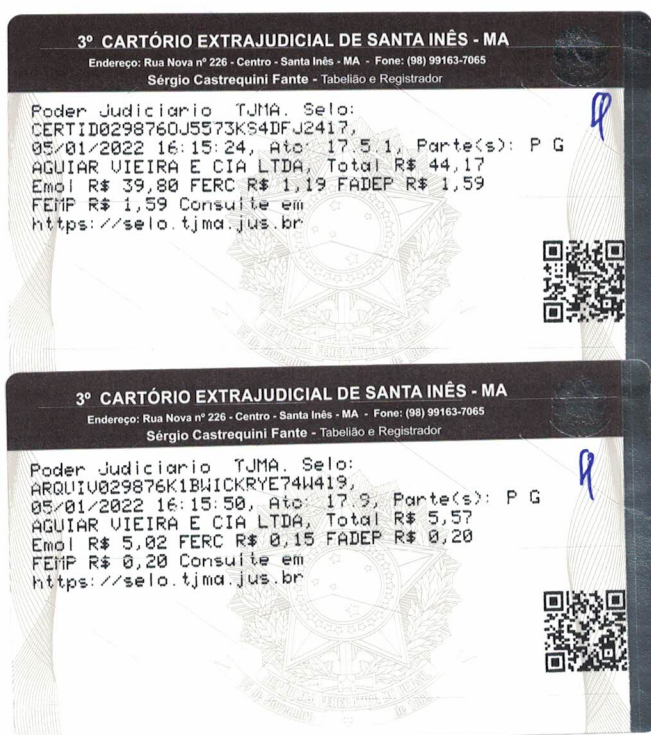 3º CARTÓRIO EXTRAJUDICIAL DE SANTA INÊS - MA
Endereço: Rua Nova nº 226 - Centro - Santa Inês - MA - Fone: (98) 99163-7065
Sérgio Castrequini Fante - Tabelião e Registrador
Poder Judiciario TJMA. Selo:
CERTID029876OJ5573KS4DFJ2417,
05/01/2022 16:15:24, Ato: 17.5.1, Parte(s): P G
AGUIAR VIEIRA E CIA LTDA, Total R$ 44,17
Emol R$ 39,80 FERC R$ 1,19 FADEP R$ 1,59
FEMP R$ 1,59 Consulte em
https://selo.tjma.jus.br
3º CARTÓRIO EXTRAJUDICIAL DE SANTA INÊS - MA
Endereço: Rua Nova nº 226 - Centro - Santa Inês - MA - Fone: (98) 99163-7065
Sérgio Castrequini Fante - Tabelião e Registrador
Poder Judiciario TJMA. Selo:
ARQUIV029876K1BWICKRYE74W419,
05/01/2022 16:15:50, Ato: 17.9, Parte(s): P G
AGUIAR VIEIRA E CIA LTDA, Total R$ 5,57
Emol R$ 5,02 FERC R$ 0,15 FADEP R$ 0,20
FEMP R$ 0,20 Consulte em
https://selo.tjma.jus.br